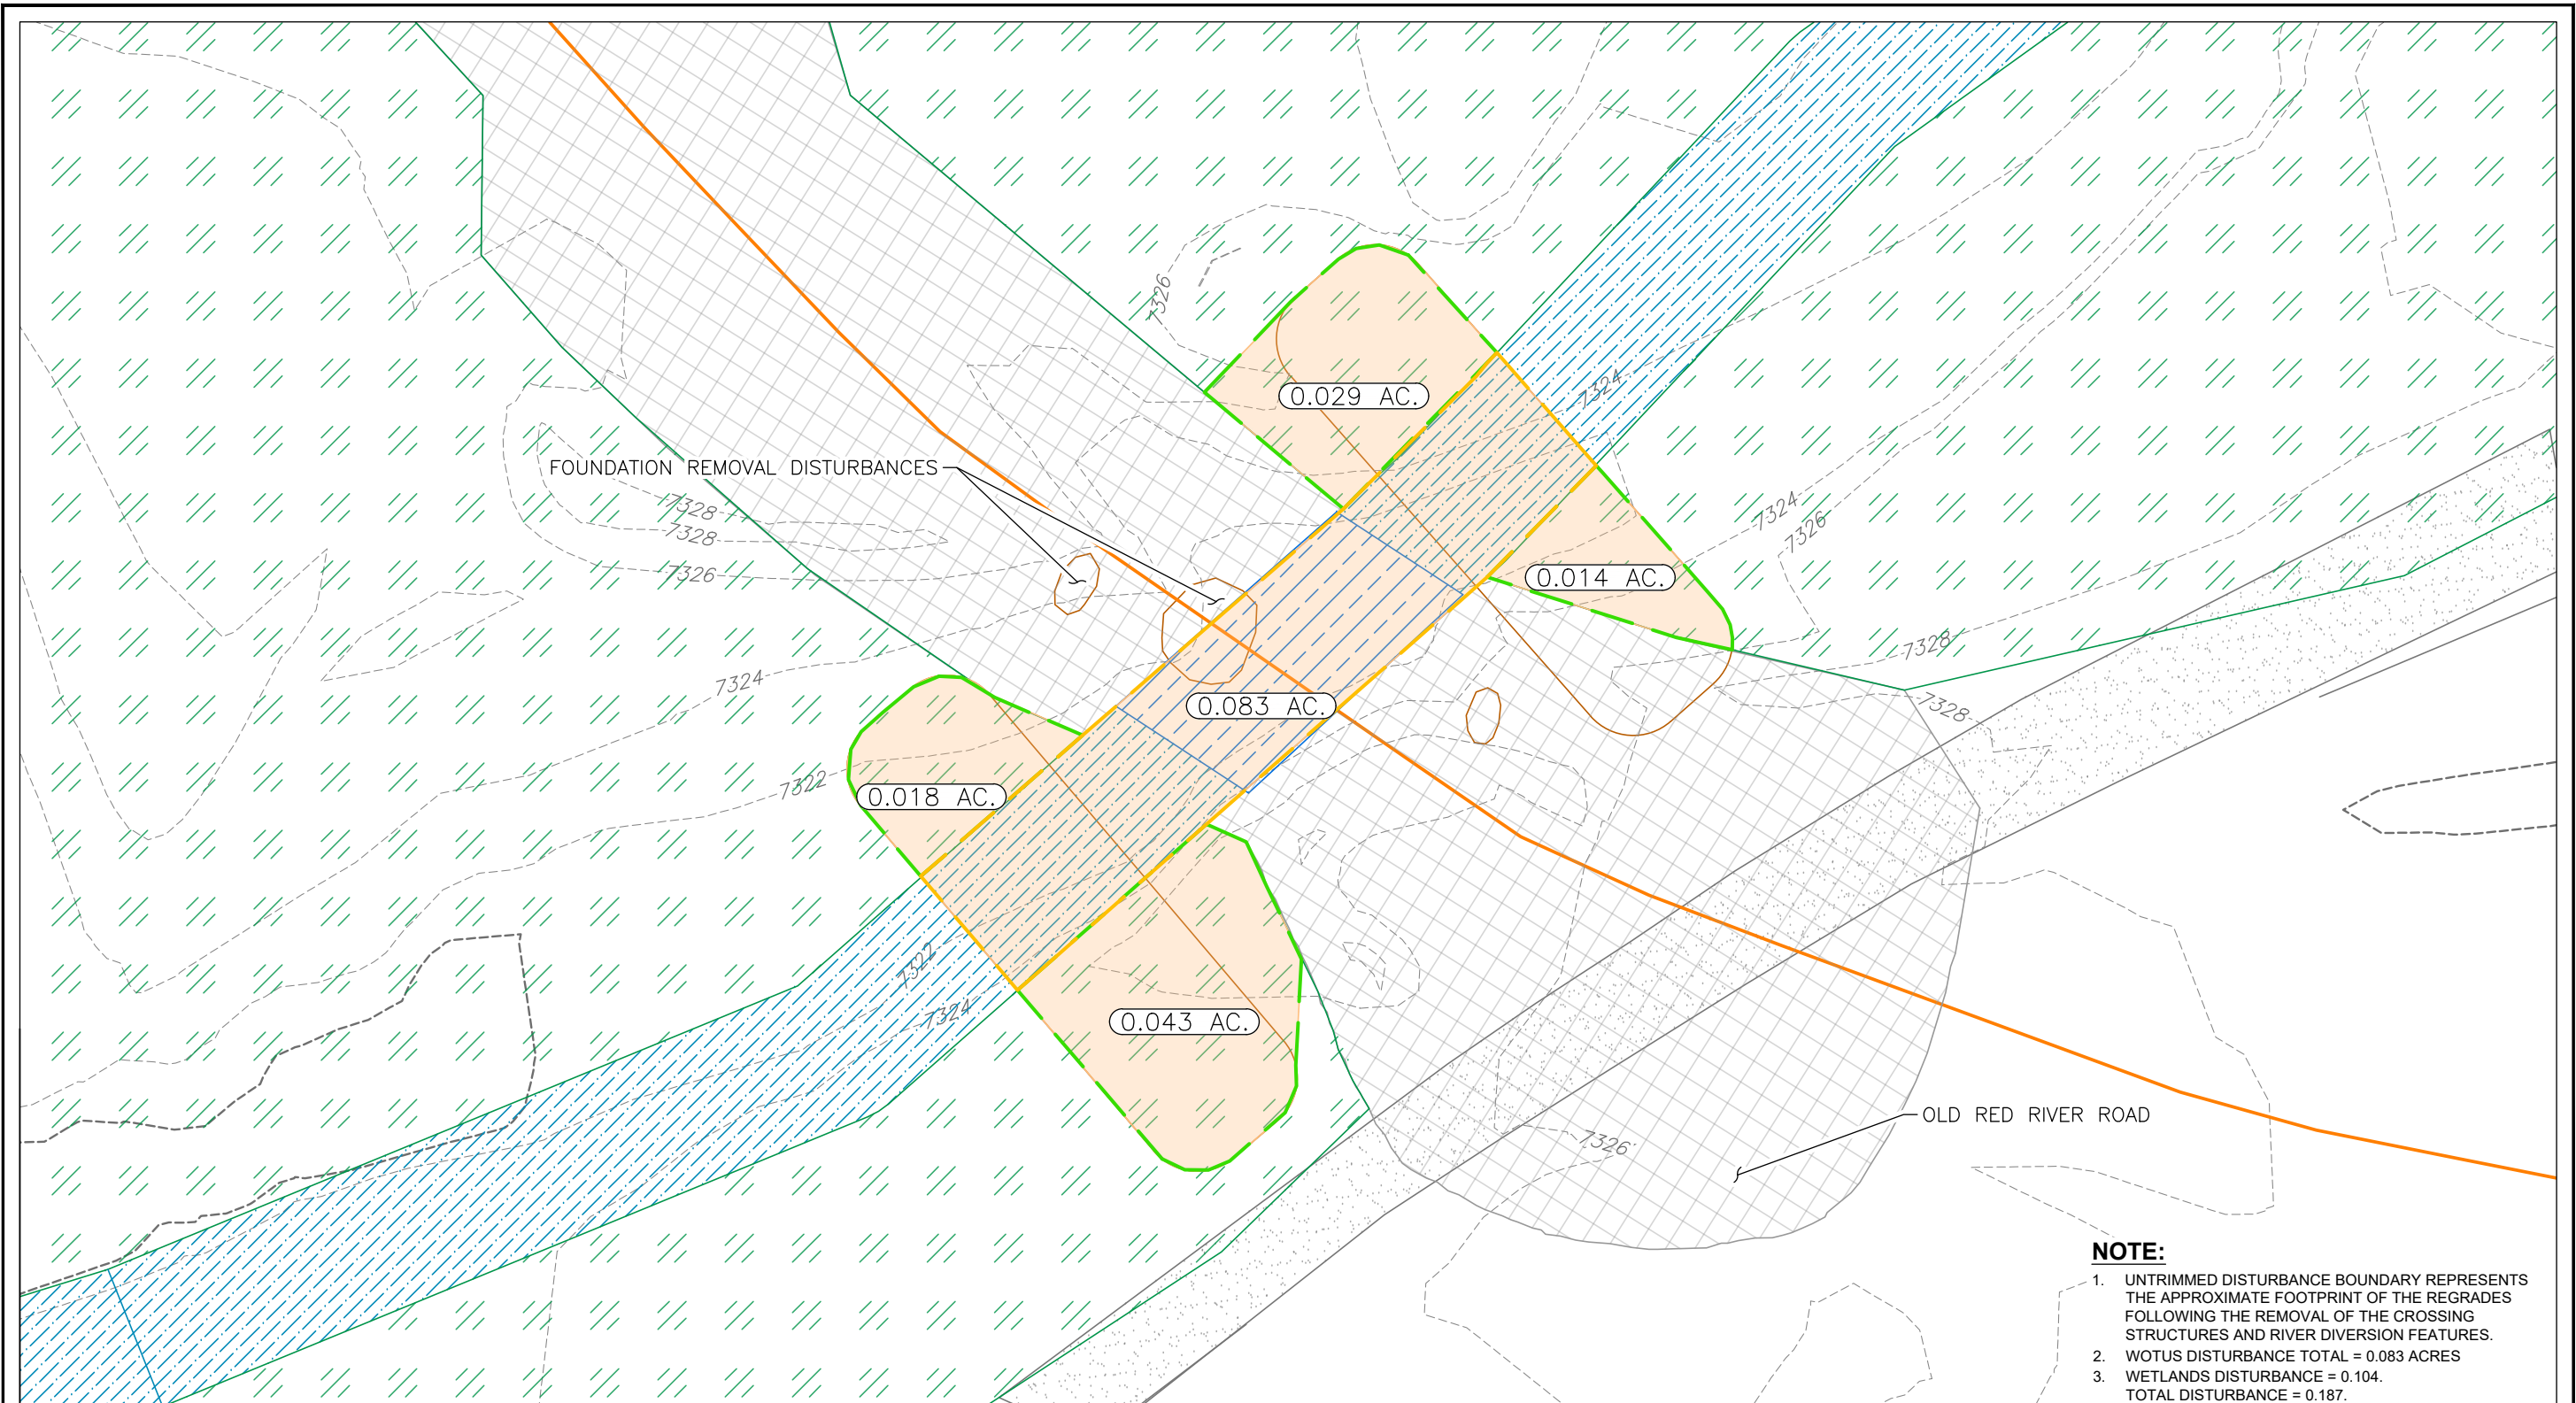 7326
0.029 AC.
7324
FOUNDATION REMOVAL DISTURBANCES
7328
7328
7326
7324
7326
0.014 AC.
7324
7328
7328
0.083 AC.
7322
0.018 AC.
7322
7324
0.043 AC.
OLD RED RIVER ROAD
7326
NOTE:
1. UNTRIMMED DISTURBANCE BOUNDARY REPRESENTS
THE APPROXIMATE FOOTPRINT OF THE REGRADES
FOLLOWING THE REMOVAL OF THE CROSSING
STRUCTURES AND RIVER DIVERSION FEATURES.
2. WOTUS DISTURBANCE TOTAL = 0.083 ACRES
3. WETLANDS DISTURBANCE = 0.104.
TOTAL DISTURBANCE = 0.187.